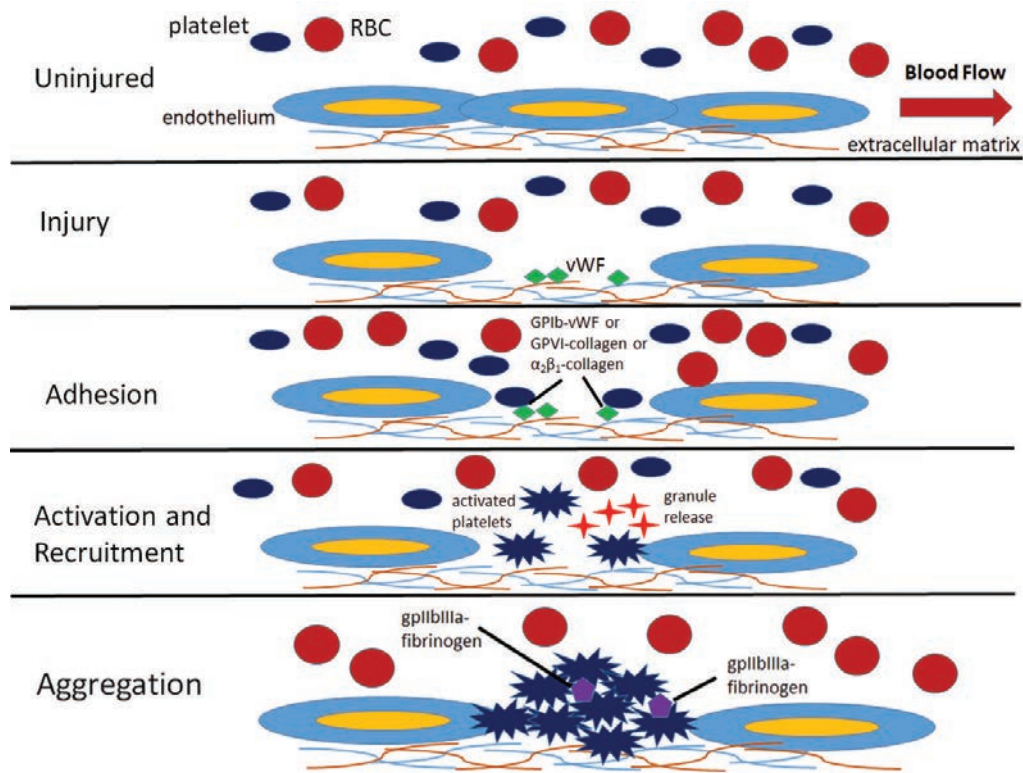 platelet
RBC
Uninjured
endothelium
Blood Flow
extracellular matrix
Injury
vWF
GPIb-vWF or
GPVI-collagen or
α₂β₁-collagen
Adhesion
activated
platelets
granule
release
Activation and
Recruitment
gpIIbIIIa-
fibrinogen
gpIIbIIIa-
fibrinogen
Aggregation